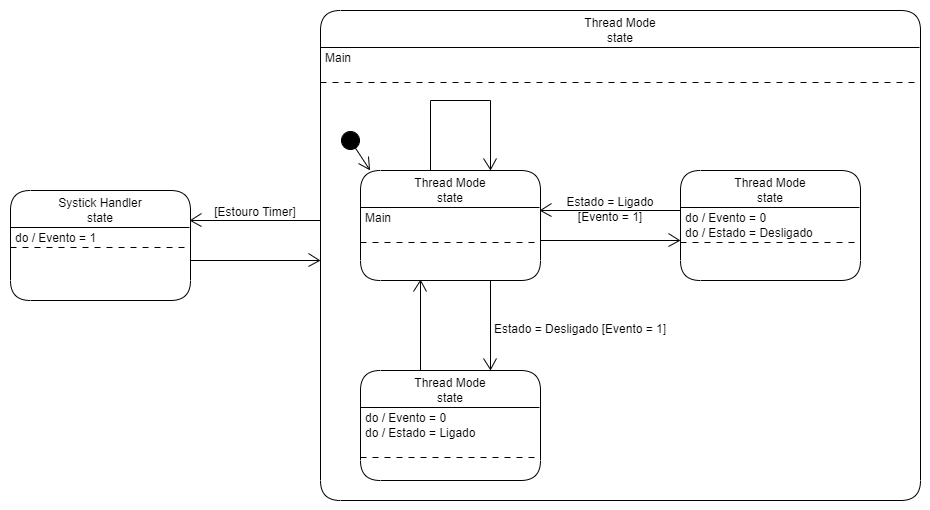 Thread Mode
state
Main
Systick Handler
state
do / Evento = 1
[Estouro Timer]
Thread Mode
state
Main
Estado = Ligado
[Evento = 1]
Thread Mode
state
do / Evento = 0
do / Estado = Desligado
Estado = Desligado [Evento = 1]
Thread Mode
state
do / Evento = 0
do / Estado = Ligado